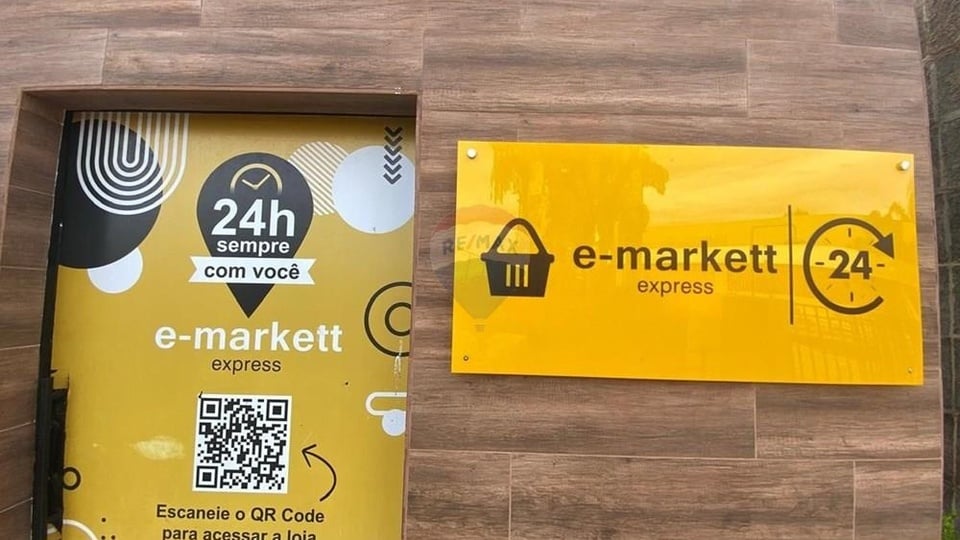 24h
sempre
com você
e-markett
express
Escaneie o QR Code
para acessar a loja
e-markett
express
24
RE/MAX